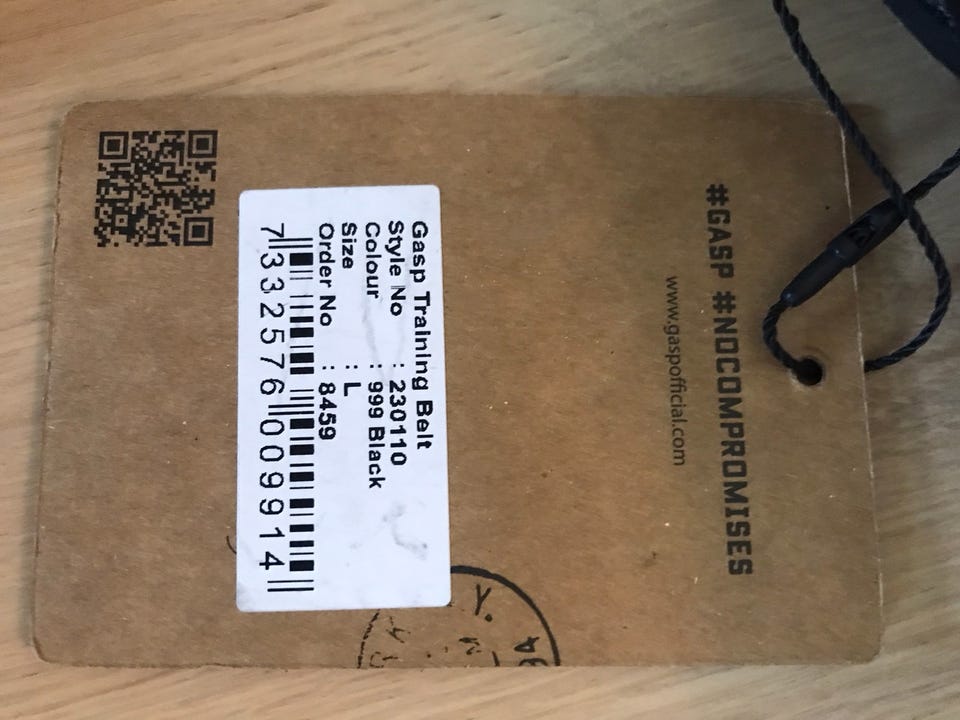 #GASP #NOCOMPROMISES
www.gaspofficial.com
Gasp Training Belt
Style No : 230110
Colour : 999 Black
Size : L
Order No : 8459
7332576009914